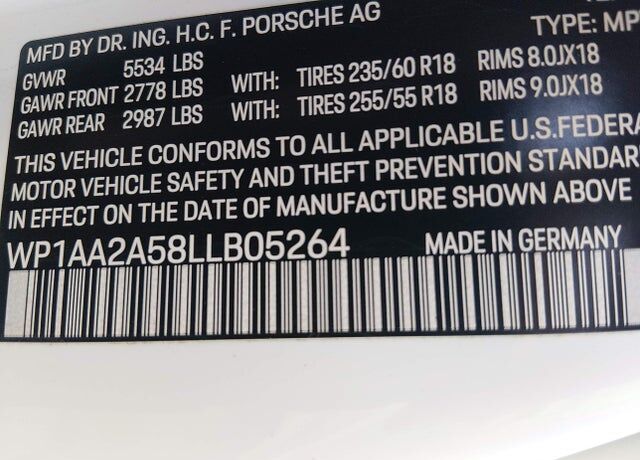 MFD BY DR. ING. H.C. F. PORSCHE AG
TYPE: MP
GVWR 5534 LBS
GAWR FRONT 2778 LBS WITH: TIRES 235/60 R18 RIMS 8.0JX18
GAWR REAR 2987 LBS WITH: TIRES 255/55 R18 RIMS 9.0JX18
THIS VEHICLE CONFORMS TO ALL APPLICABLE U.S.FEDERA
MOTOR VEHICLE SAFETY AND THEFT PREVENTION STANDAR
IN EFFECT ON THE DATE OF MANUFACTURE SHOWN ABOVE
WP1AA2A58LLB05264 MADE IN GERMANY